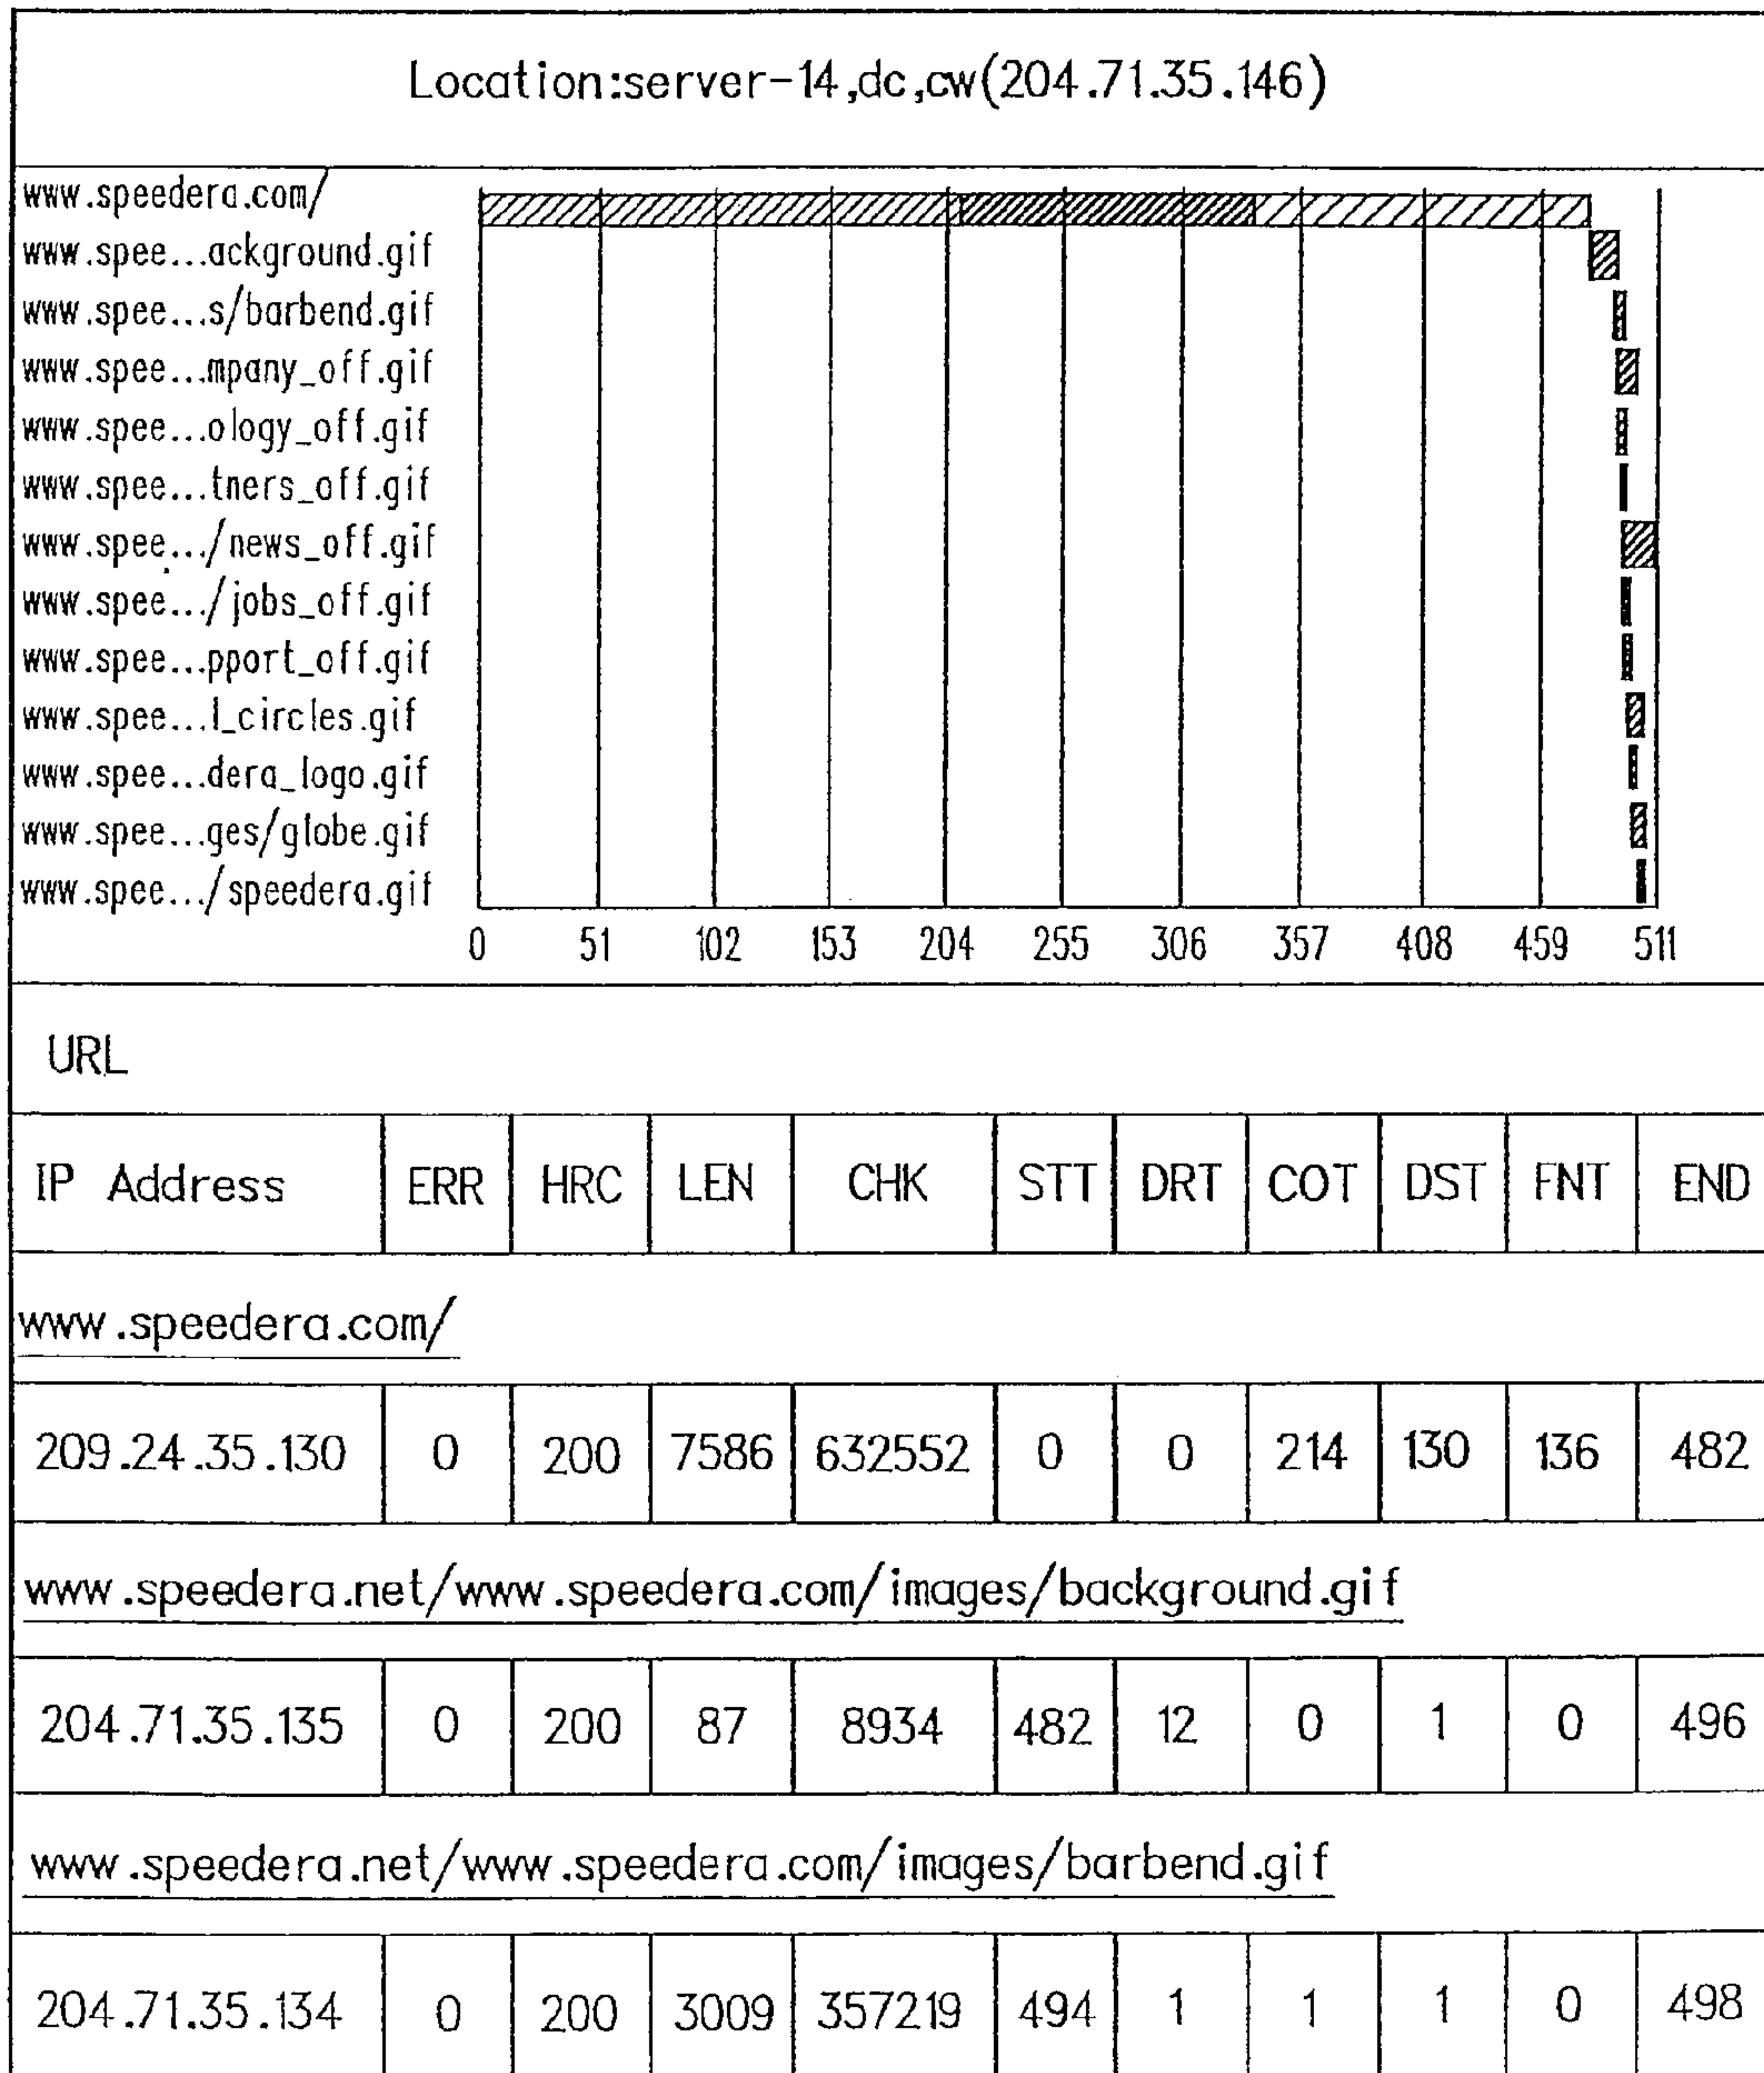 Location:server-14,dc,cw(204.71.35.146)
www.speedera.com/
www.spee...ackground.gif
www.spee...s/barbend.gif
www.spee...mpany_off.gif
www.spee...ology_off.gif
www.spee...tners_off.gif
www.spee.../news_off.gif
www.spee.../jobs_off.gif
www.spee...pport_off.gif
www.spee...l_circles.gif
www.spee...dera_logo.gif
www.spee...ges/globe.gif
www.spee.../speedera.gif
0 51 102 153 204 255 306 357 408 459 511
URL
IP Address ERR HRC LEN CHK STT DRT COT DST FNT END
www.speedera.com/
209.24.35.130 0 200 7586 632552 0 0 214 130 136 482
www.speedera.net/www.speedera.com/images/background.gif
204.71.35.135 0 200 87 8934 482 12 0 1 0 496
www.speedera.net/www.speedera.com/images/barbend.gif
204.71.35.134 0 200 3009 357219 494 1 1 1 0 498